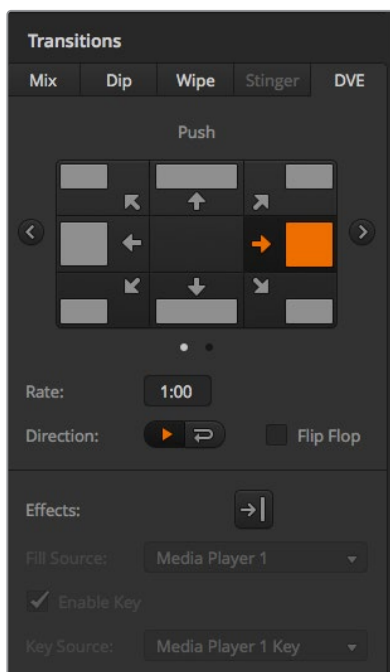 Transitions
Mix Dip Wipe Stinger DVE
Push
Rate: 1:00
Direction: Flip Flop
Effects:
Fill Source: Media Player 1
Enable Key
Key Source: Media Player 1 Key